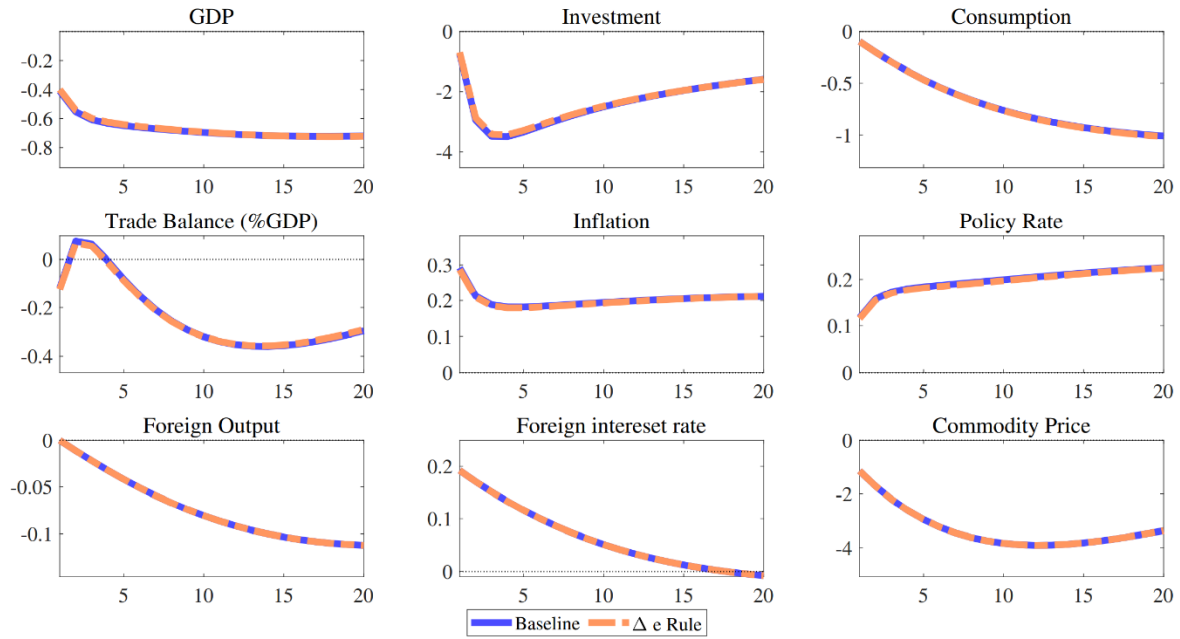 GDP
Investment
Consumption
-0.2
-0.4
-0.6
-0.8
5 10 15 20
0
-2
-4
5 10 15 20
0
-0.5
-1
5 10 15 20
Trade Balance (%GDP)
Inflation
Policy Rate
0
-0.2
-0.4
5 10 15 20
0.3
0.2
0.1
0
5 10 15 20
0.2
0.1
0
5 10 15 20
Foreign Output
Foreign intereset rate
Commodity Price
0
-0.05
-0.1
5 10 15 20
0.2
0.1
0
5 10 15 20
0
-2
-4
5 10 15 20
Baseline Δ e Rule